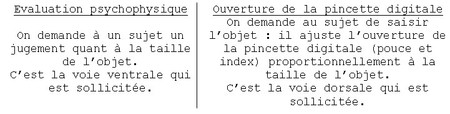 Evaluation psychophysique
On demande à un sujet un
jugement quant à la taille
de l'objet.
C'est la voie ventrale qui
est sollicitée.
Ouverture de la pincette digitale
On demande au sujet de saisir
l'objet : il ajuste l'ouverture de
la pincette digitale (pouce et
index) proportionnellement à la
taille de l'objet.
C'est la voie dorsale qui est
sollicitée.